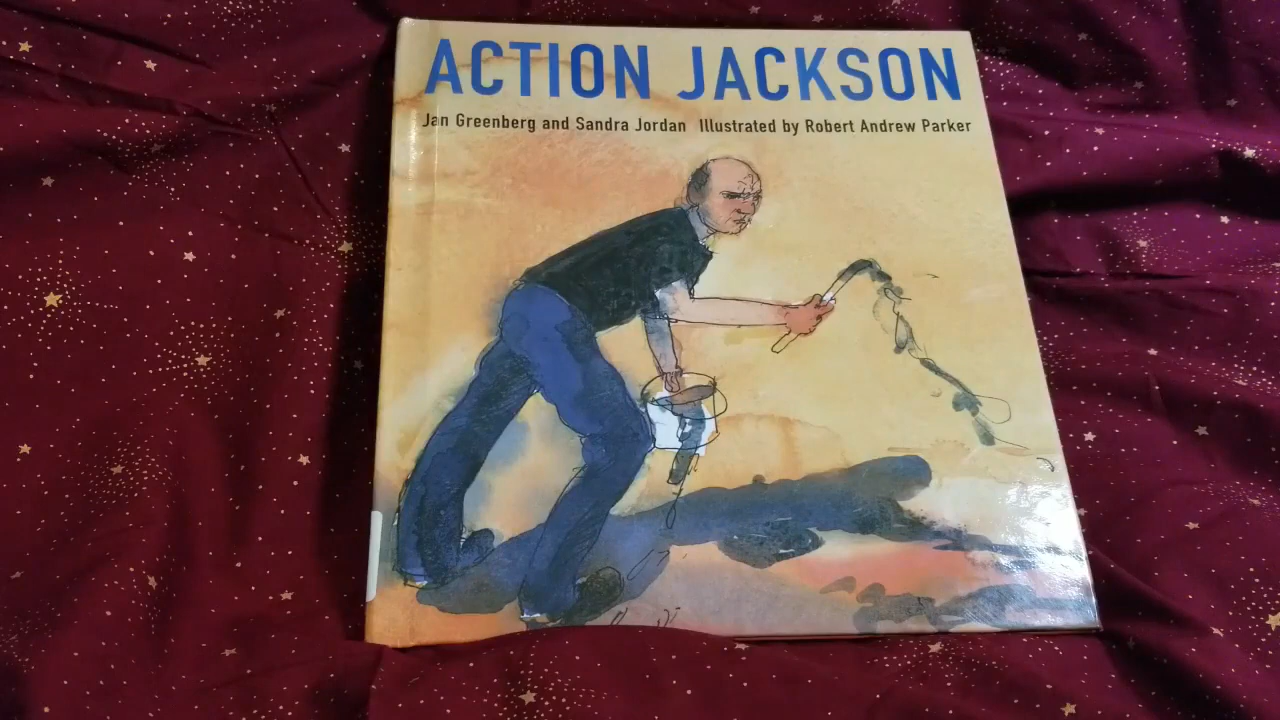 ACTION JACKSON
Jan Greenberg and Sandra Jordan Illustrated by Robert Andrew Parker